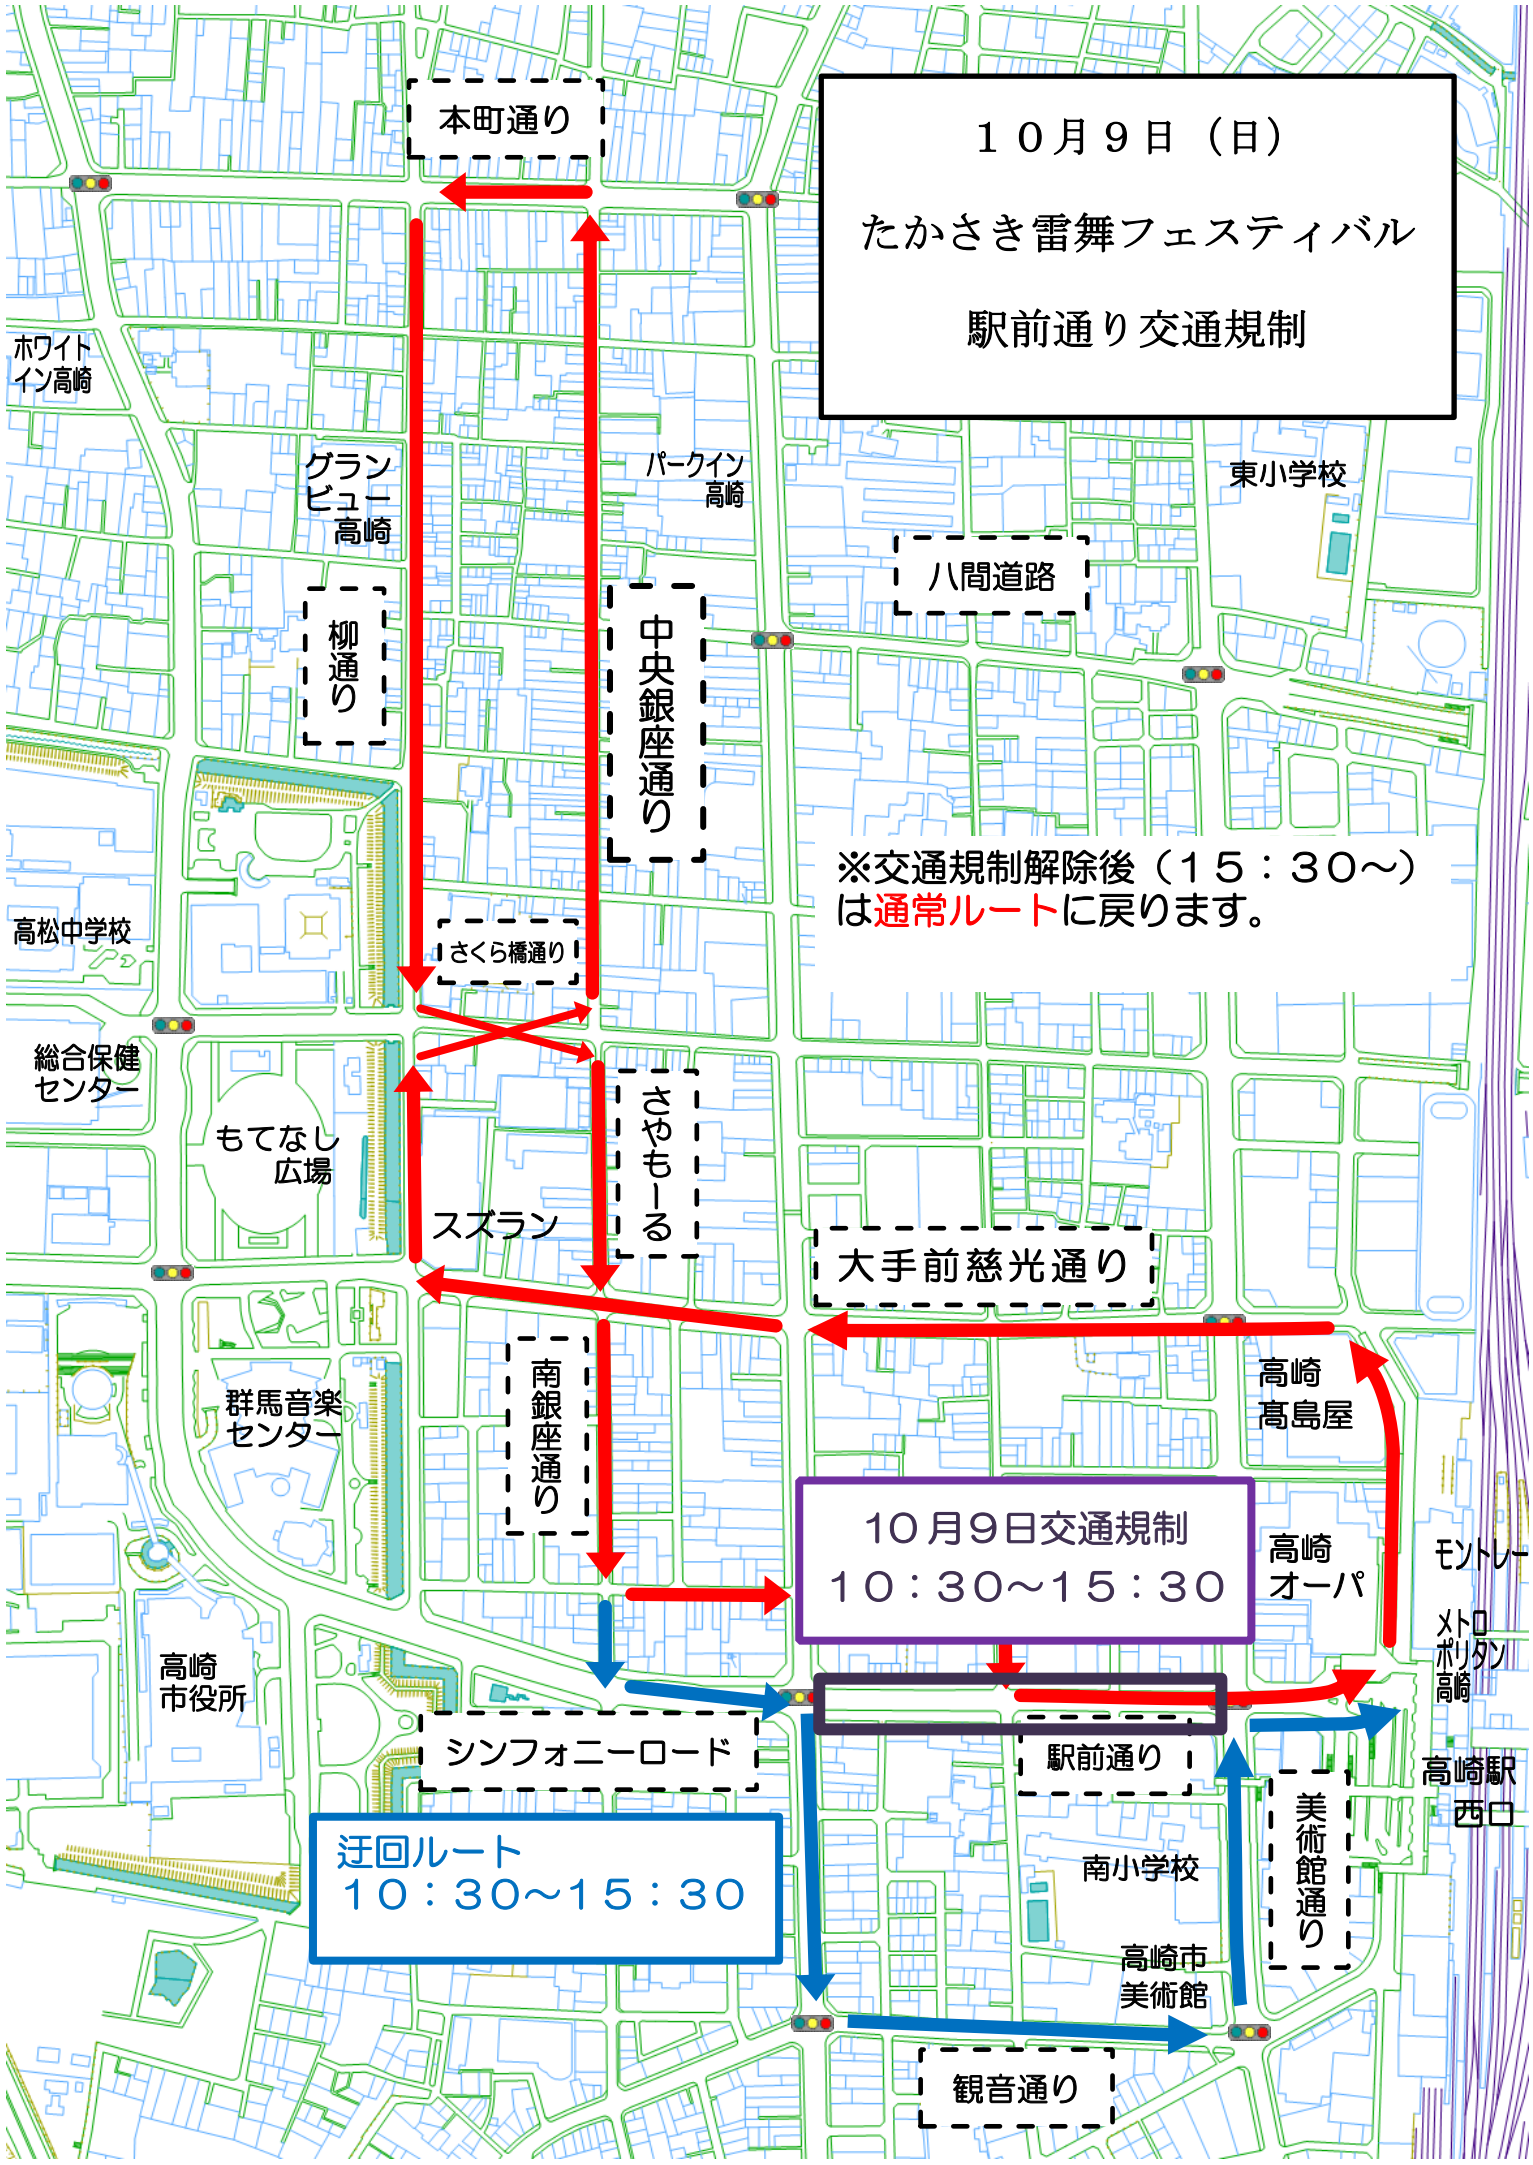 本町通り
１０月９日（日）
たかさき雷舞フェスティバル
駅前通り交通規制
ホワイト
イン高崎
グラン
ビュー
高崎
パークイン
高崎
東小学校
八間道路
柳通り
中央銀座通り
※交通規制解除後（１５：３０～）
は通常ルートに戻ります。
高松中学校
さくら橋通り
総合保健
センター
もてなし
広場
さやもーる
スズラン
大手前慈光通り
南銀座通り
高崎
髙島屋
群馬音楽
センター
10月９日交通規制
１０：３０～１５：３０
高崎
オーパ
モントレー
メトロ
ポリタン
高崎
高崎
市役所
シンフォニーロード
駅前通り
高崎駅
西口
美術館通り
迂回ルート
１０：３０～１５：３０
南小学校
高崎市
美術館
観音通り